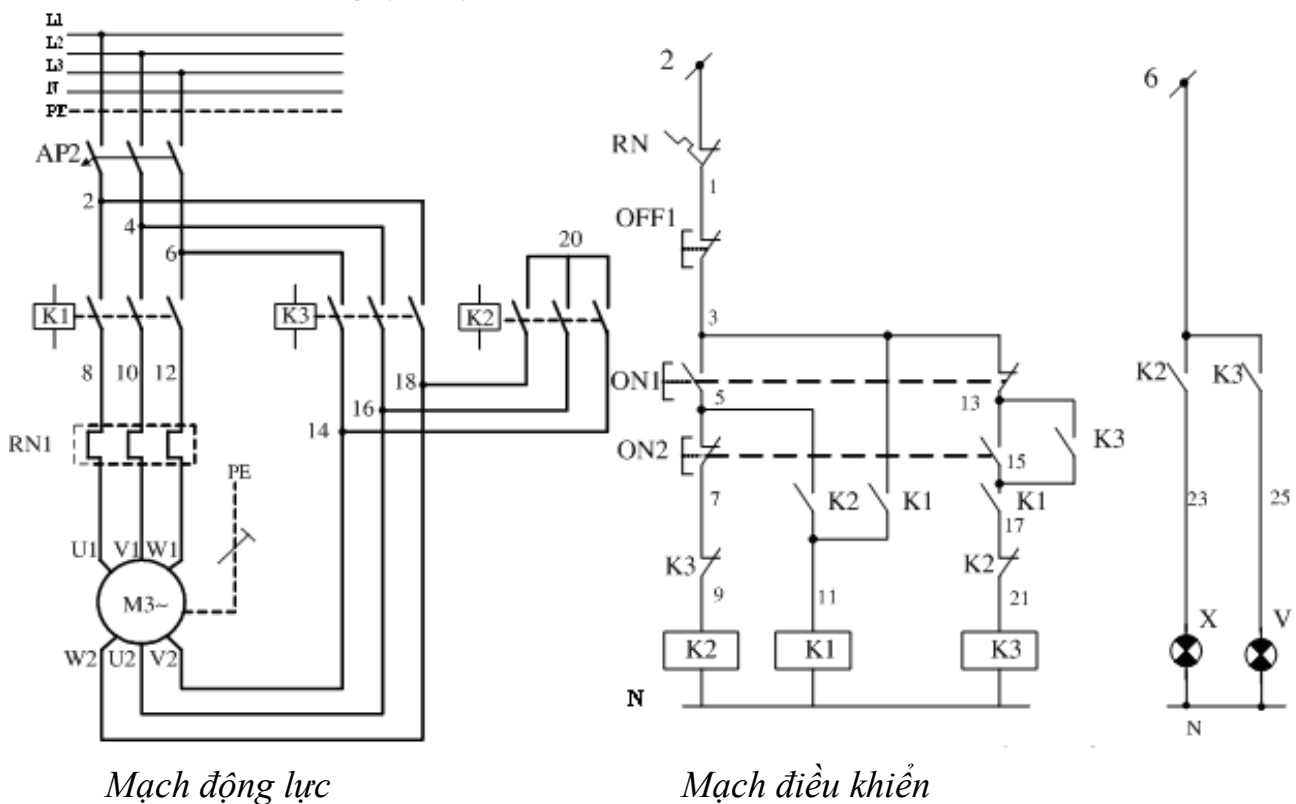 L1
L2
L3
N
PE
AP2
2
4
6
K1
K3
K2
20
8
10
12
18
16
14
RN1
PE
U1 V1 W1
M3~
W2 U2 V2
Mạch động lực
2
RN
1
OFF1
3
ON1
5
13
ON2
15
K3
7
K2
K1
K1
17
K3
K2
9
11
21
K2
K1
K3
N
Mạch điều khiển
6
K2
K3
23
25
X
V
N